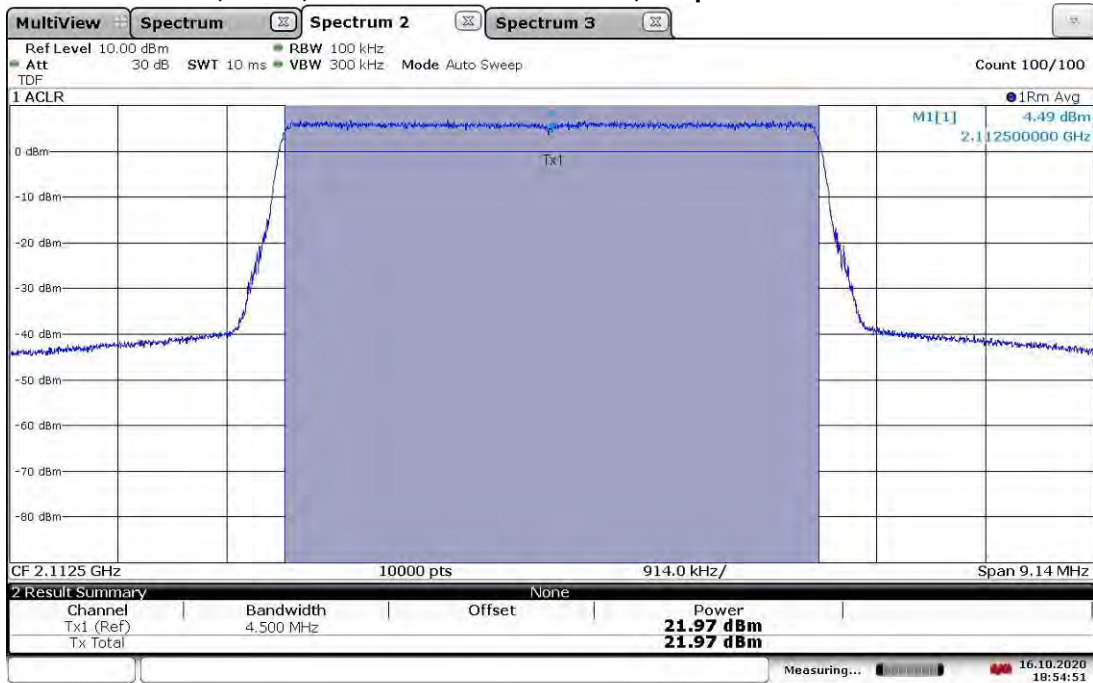 MultiView Spectrum Spectrum 2 Spectrum 3
Ref Level 10.00 dBm RBW 100 kHz
Att 30 dB SWT 10 ms VBW 300 kHz Mode Auto Sweep Count 100/100
TDF
1 ACLR 1Rm Avg
M1[1] 4.49 dBm
2.112500000 GHz
0 dBm
Tx1
-10 dBm
-20 dBm
-30 dBm
-40 dBm
-50 dBm
-60 dBm
-70 dBm
-80 dBm
CF 2.1125 GHz 10000 pts 914.0 kHz/ Span 9.14 MHz
2 Result Summary None
Channel Bandwidth Offset Power
Tx1 (Ref) 4.500 MHz 21.97 dBm
Tx Total 21.97 dBm
Measuring... 16.10.2020
18:54:51